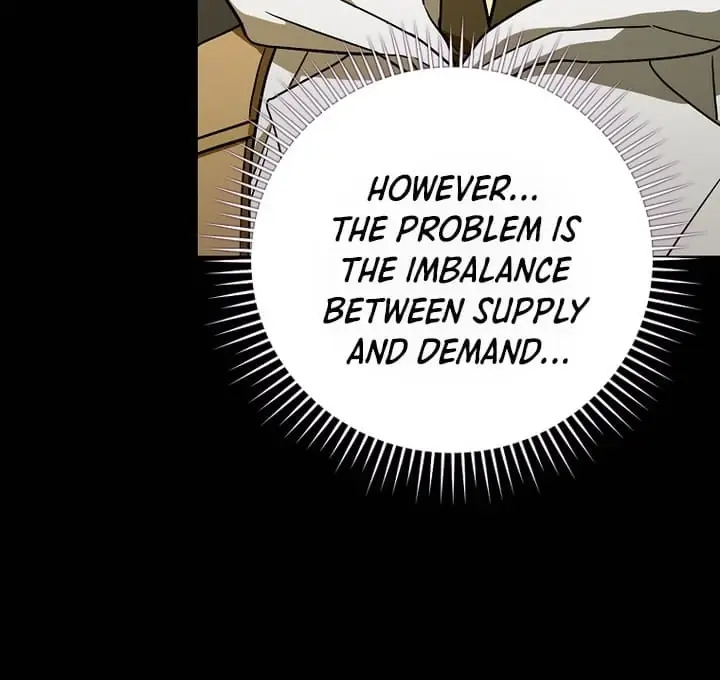 HOWEVER...
THE PROBLEM IS
THE IMBALANCE
BETWEEN SUPPLY
AND DEMAND...